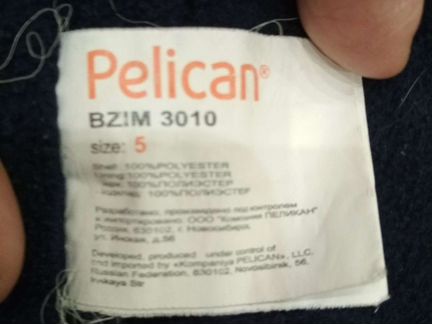 Pelican®
BZIM 3010
size: 5
Shell: 100%POLYESTER
Lining: 100%POLYESTER
верх: 100%ПОЛИЭСТЕР
подклад: 100%ПОЛИЭСТЕР
Разработано, произведено под контролем
и импортировано: ООО "Компания ПЕЛИКАН"
Россия, 630102, г. Новосибирск
ул. Инская, д.56
Developed, produced under control of
and imported by «Kompaniya PELICAN», LLC,
Russian Federation, 630102, Novosibirsk, 56,
Inskaya Str